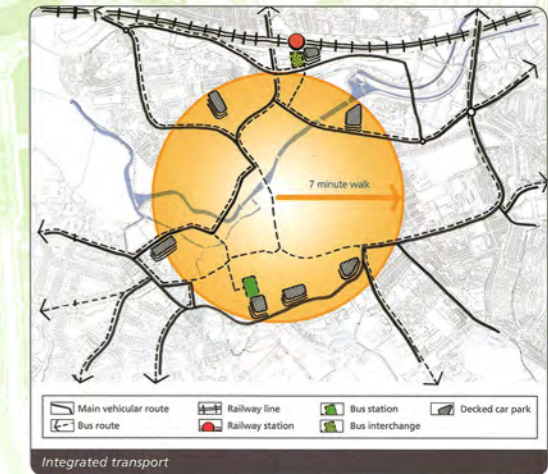 7 minute walk
Main vehicular route
Railway line
Bus station
Decked car park
Bus route
Railway station
Bus interchange
Integrated transport